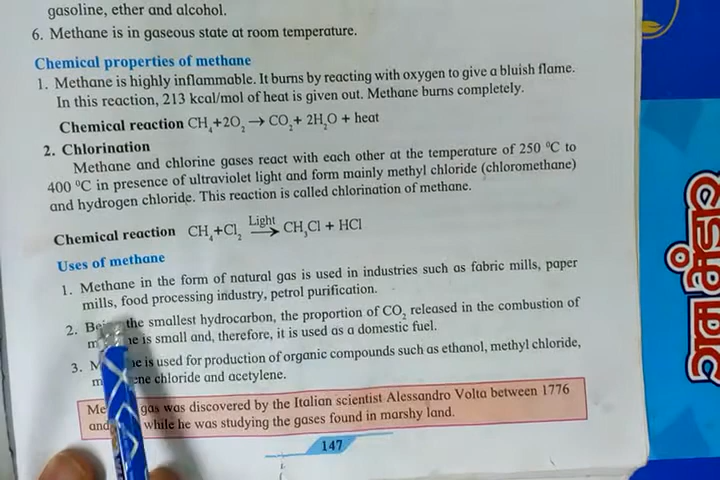 gasoline, ether and alcohol.
6. Methane is in gaseous state at room temperature.
Chemical properties of methane
1. Methane is highly inflammable. It burns by reacting with oxygen to give a bluish flame.
In this reaction, 213 kcal/mol of heat is given out. Methane burns completely.
Chemical reaction CH₄+2O₂ → CO₂+ 2H₂O + heat
2. Chlorination
Methane and chlorine gases react with each other at the temperature of 250 ⁰C to
400 ⁰C in presence of ultraviolet light and form mainly methyl chloride (chloromethane)
and hydrogen chloride. This reaction is called chlorination of methane.
Chemical reaction CH₄+Cl₂ Light → CH₃Cl + HCl
Uses of methane
1. Methane in the form of natural gas is used in industries such as fabric mills, paper
mills, food processing industry, petrol purification.
2. the smallest hydrocarbon, the proportion of CO₂ released in the combustion of
is small and, therefore, it is used as a domestic fuel.
3. is used for production of organic compounds such as ethanol, methyl chloride,
chloride and acetylene.
gas was discovered by the Italian scientist Alessandro Volta between 1776
and while he was studying the gases found in marshy land.
147